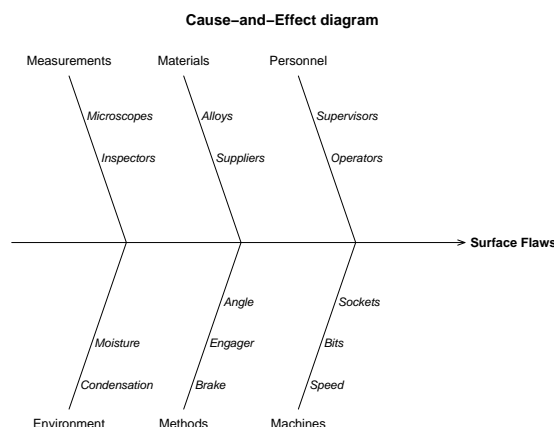 Cause−and−Effect diagram
Measurements Materials Personnel
Microscopes Alloys Supervisors
Inspectors Suppliers Operators
Surface Flaws
Angle Sockets
Moisture Engager Bits
Condensation Brake Speed
Environment Methods Machines